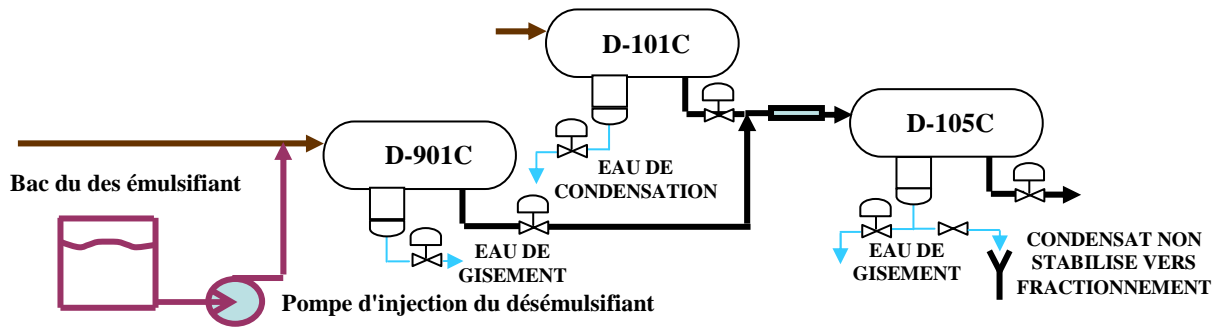 D-101C
D-105C
D-901C
EAU DE
CONDENSATION
Bac du des émulsifiant
EAU DE
GISEMENT
EAU DE
GISEMENT
CONDENSAT NON
STABILISE VERS
FRACTIONNEMENT
Pompe d'injection du désémulsifiant